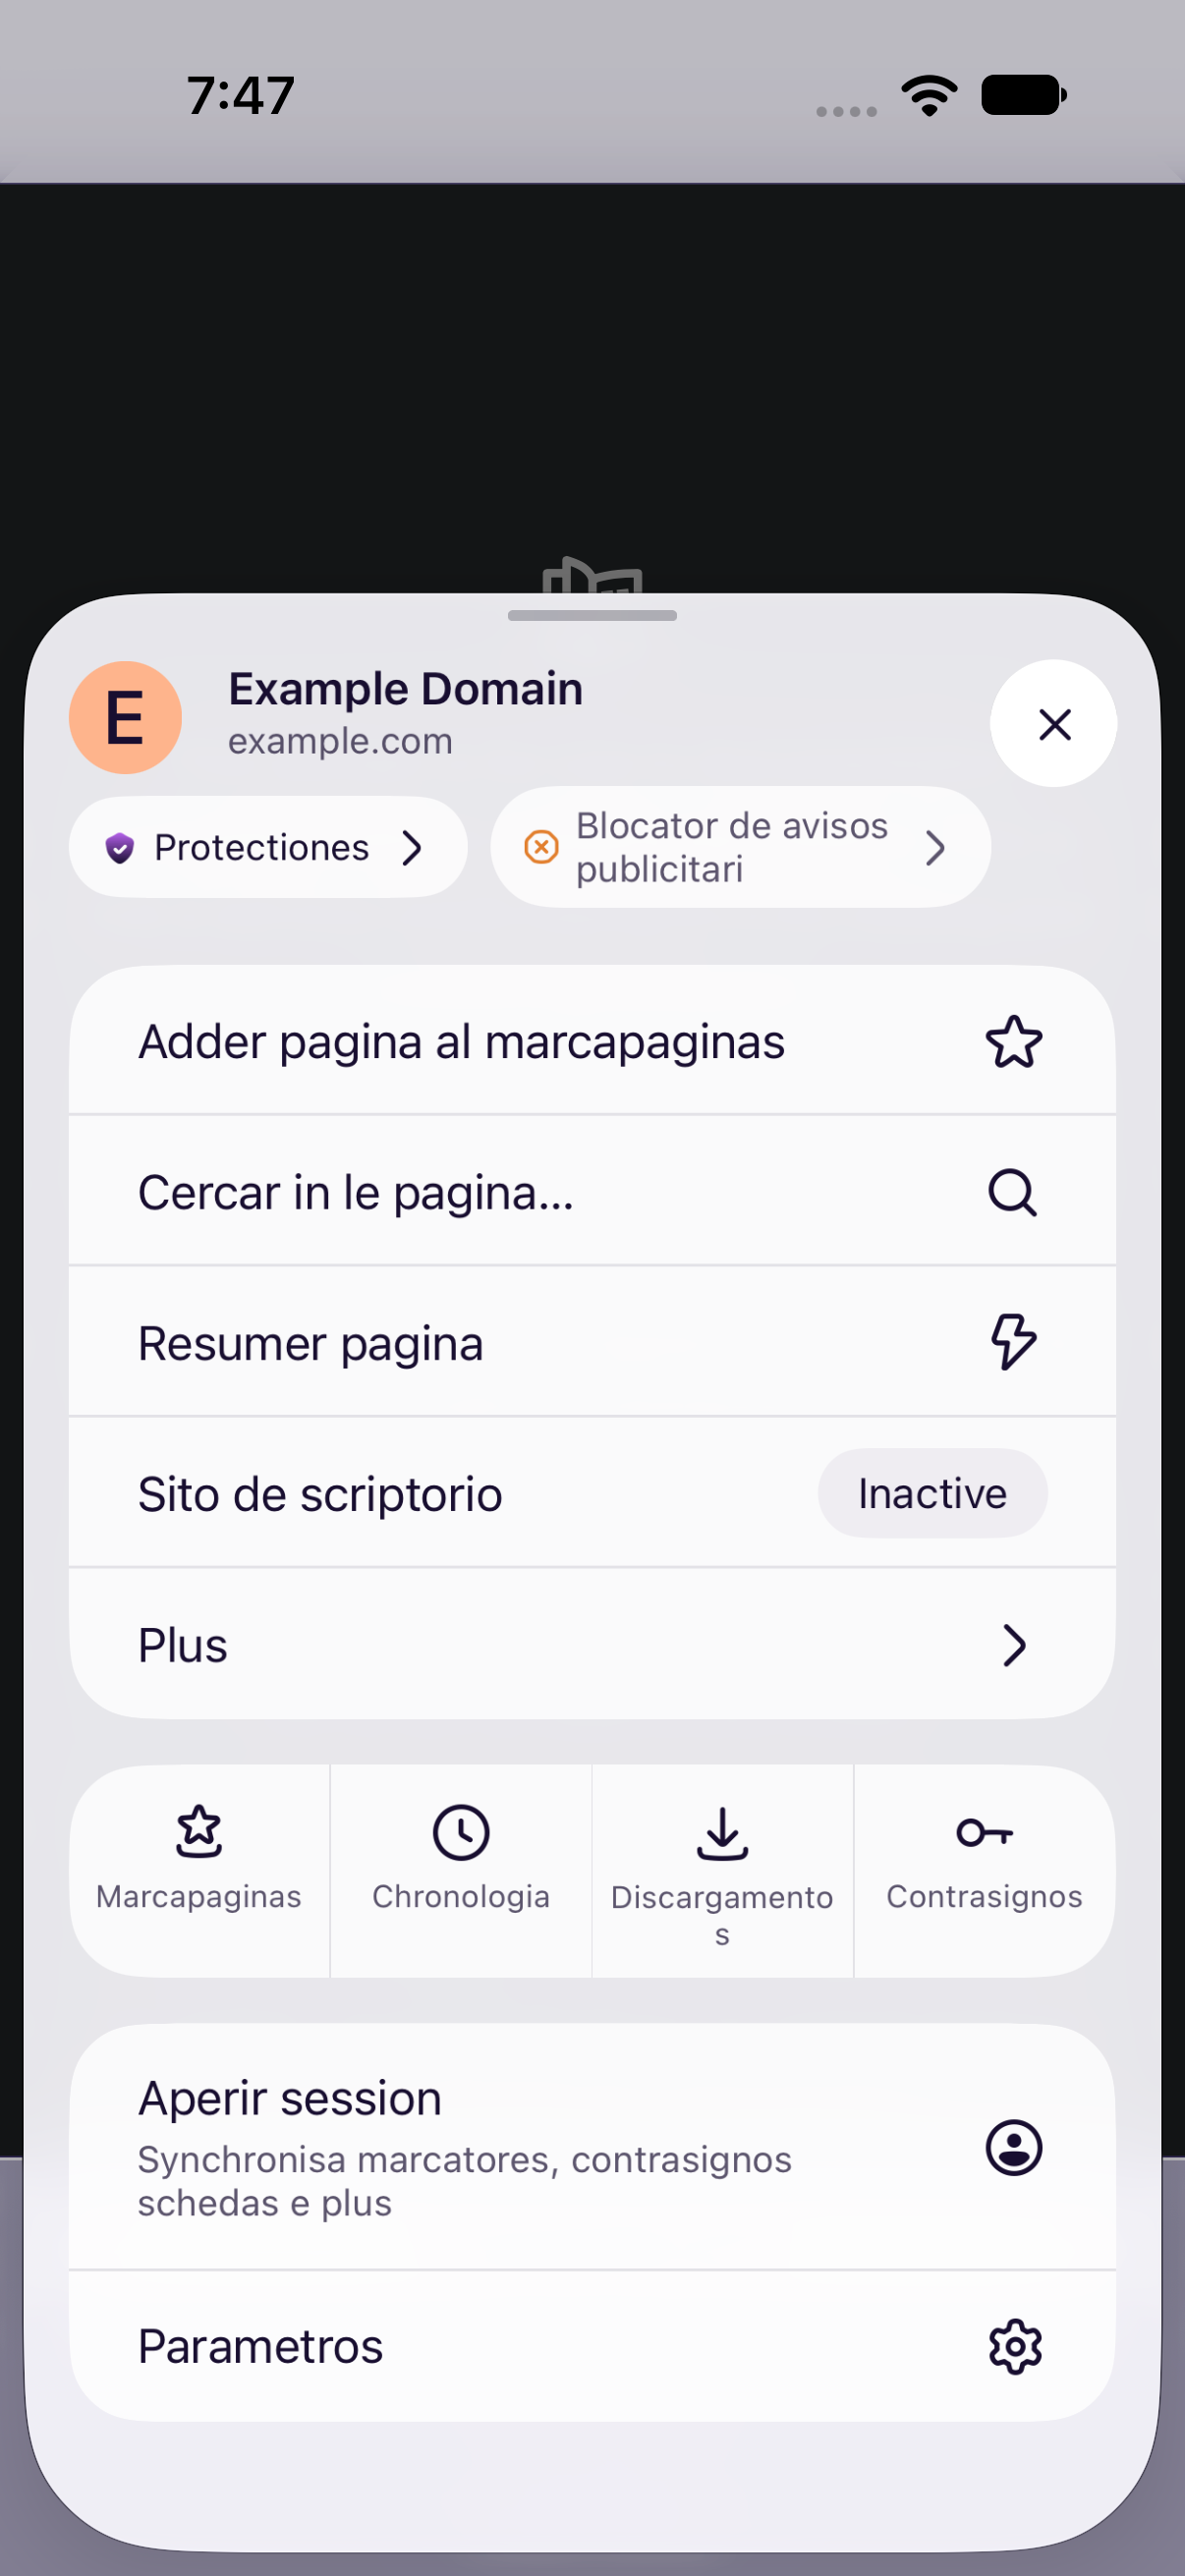 7:47
E
Example Domain
example.com
Protectiones
Blocator de avisos
publicitari
Adder pagina al marcapaginas
Cercar in le pagina...
Resumer pagina
Sito de scriptorio
Inactive
Plus
Marcapaginas
Chronologia
Discargamento
s
Contrasignos
Aperir session
Synchronisa marcatores, contrasignos
schedas e plus
Parametros